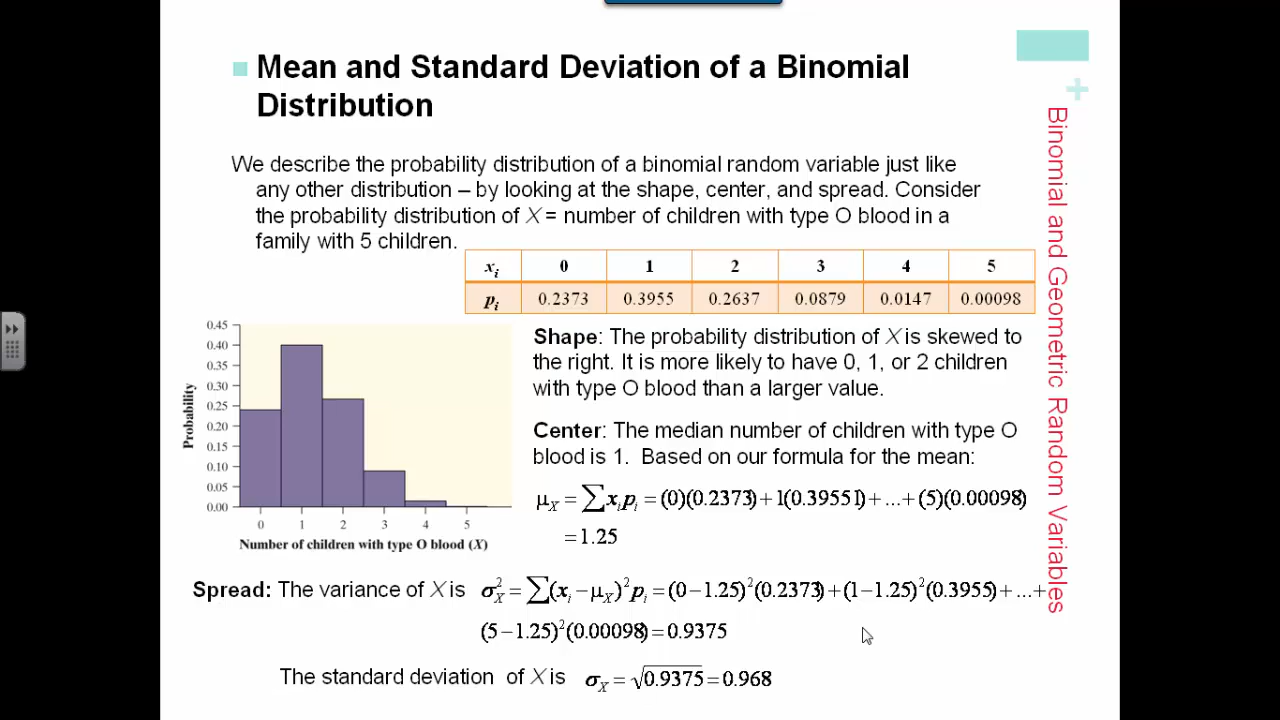 Mean and Standard Deviation of a Binomial
Distribution
+
Binomial and Geometric Random Variables
We describe the probability distribution of a binomial random variable just like
any other distribution – by looking at the shape, center, and spread. Consider
the probability distribution of X = number of children with type O blood in a
family with 5 children.
xᵢ 0 1 2 3 4 5
pᵢ 0.2373 0.3955 0.2637 0.0879 0.0147 0.00098
Shape: The probability distribution of X is skewed to
the right. It is more likely to have 0, 1, or 2 children
with type O blood than a larger value.
Center: The median number of children with type O
blood is 1. Based on our formula for the mean:
μ_X = ∑xᵢpᵢ = (0)(0.2373)+1(0.39551)+...+(5)(0.00098)
=1.25
0.45
0.40
0.35
0.30
0.25
0.20
0.15
0.10
0.05
0.00
Probability
0 1 2 3 4 5
Number of children with type O blood (X)
Spread: The variance of X is σ²_X = ∑(xᵢ − μ_X)² pᵢ = (0−1.25)²(0.2373)+(1−1.25)²(0.3955)+...+
(5−1.25)²(0.00098)=0.9375
The standard deviation of X is σ_X = √0.9375 = 0.968